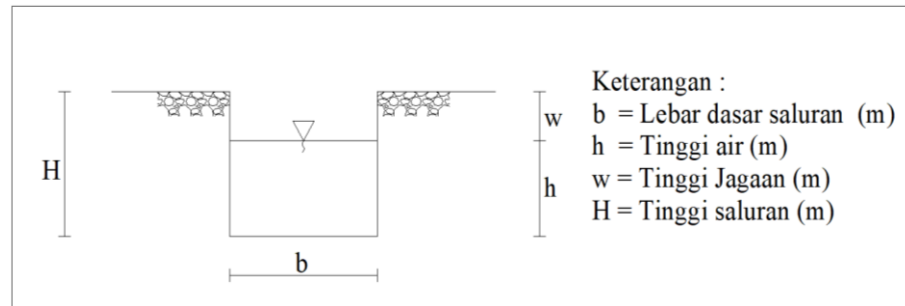 H
b
w
h
Keterangan :
b = Lebar dasar saluran (m)
h = Tinggi air (m)
w = Tinggi Jagaan (m)
H = Tinggi saluran (m)